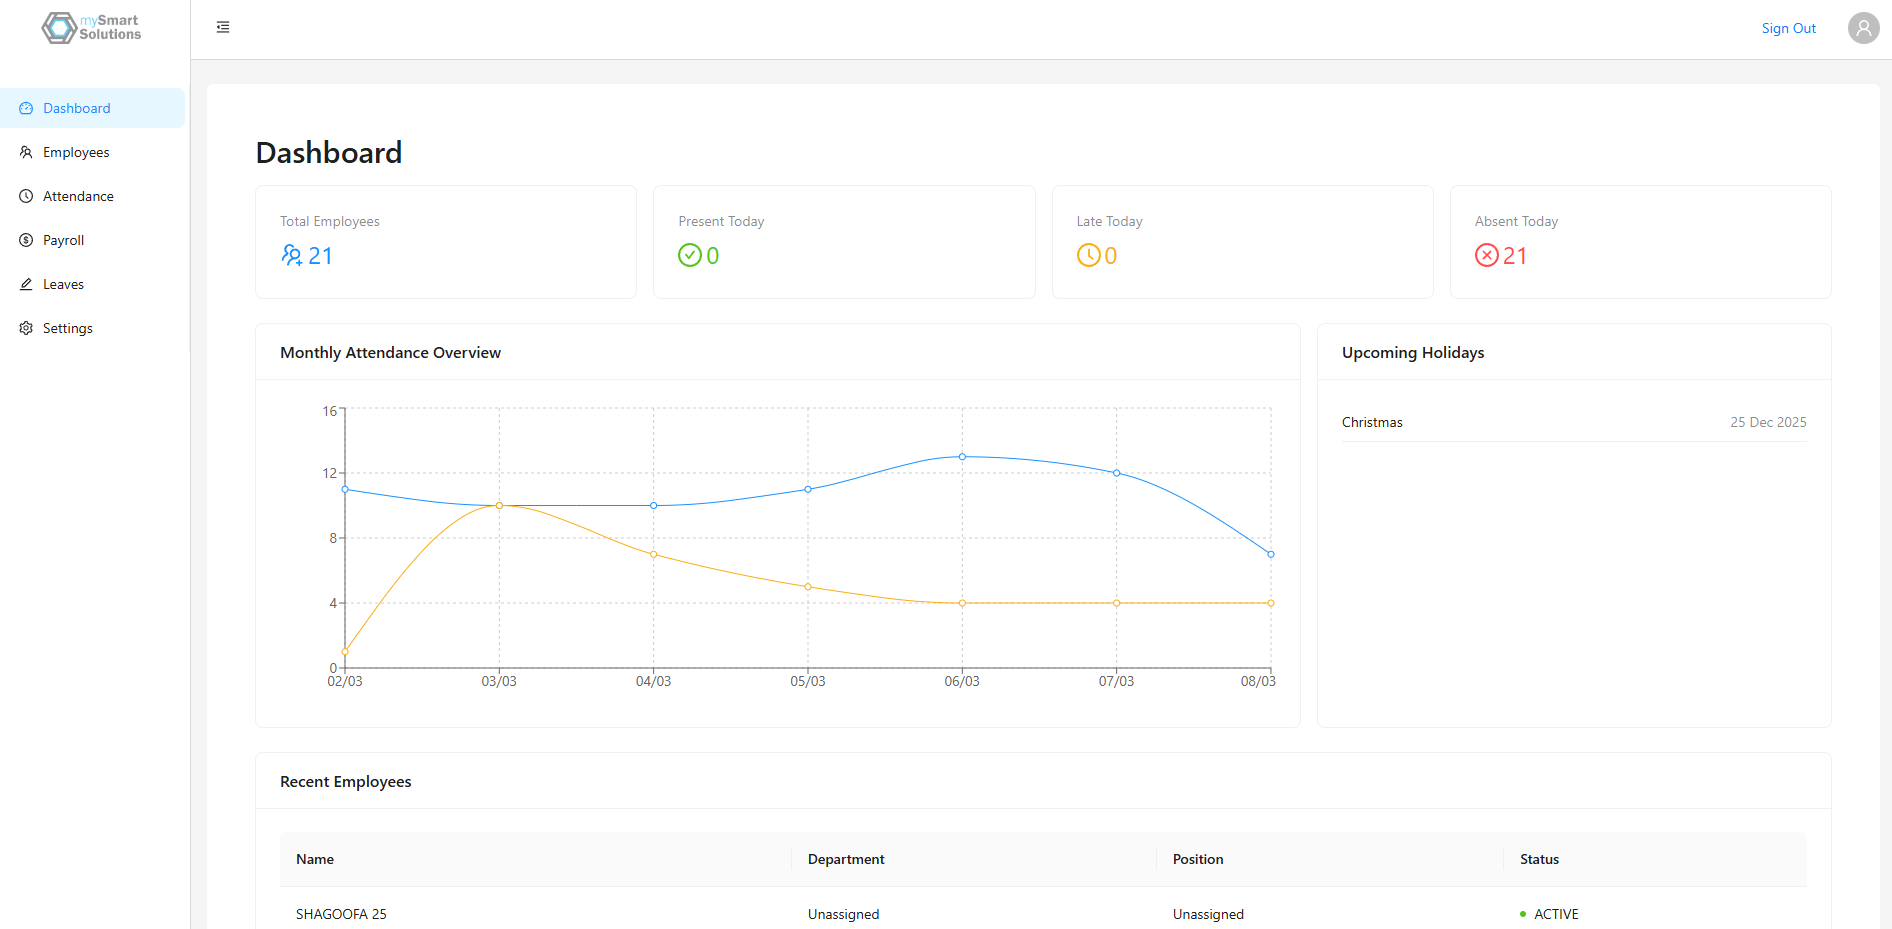 mySmart
Solutions
Sign Out
Dashboard
Employees
Attendance
Payroll
Leaves
Settings
Dashboard
Total Employees
21
Present Today
0
Late Today
0
Absent Today
21
Monthly Attendance Overview
16
12
8
4
0
02/03 03/03 04/03 05/03 06/03 07/03 08/03
Upcoming Holidays
Christmas 25 Dec 2025
Recent Employees
Name Department Position Status
SHAGOOFA 25 Unassigned Unassigned ACTIVE